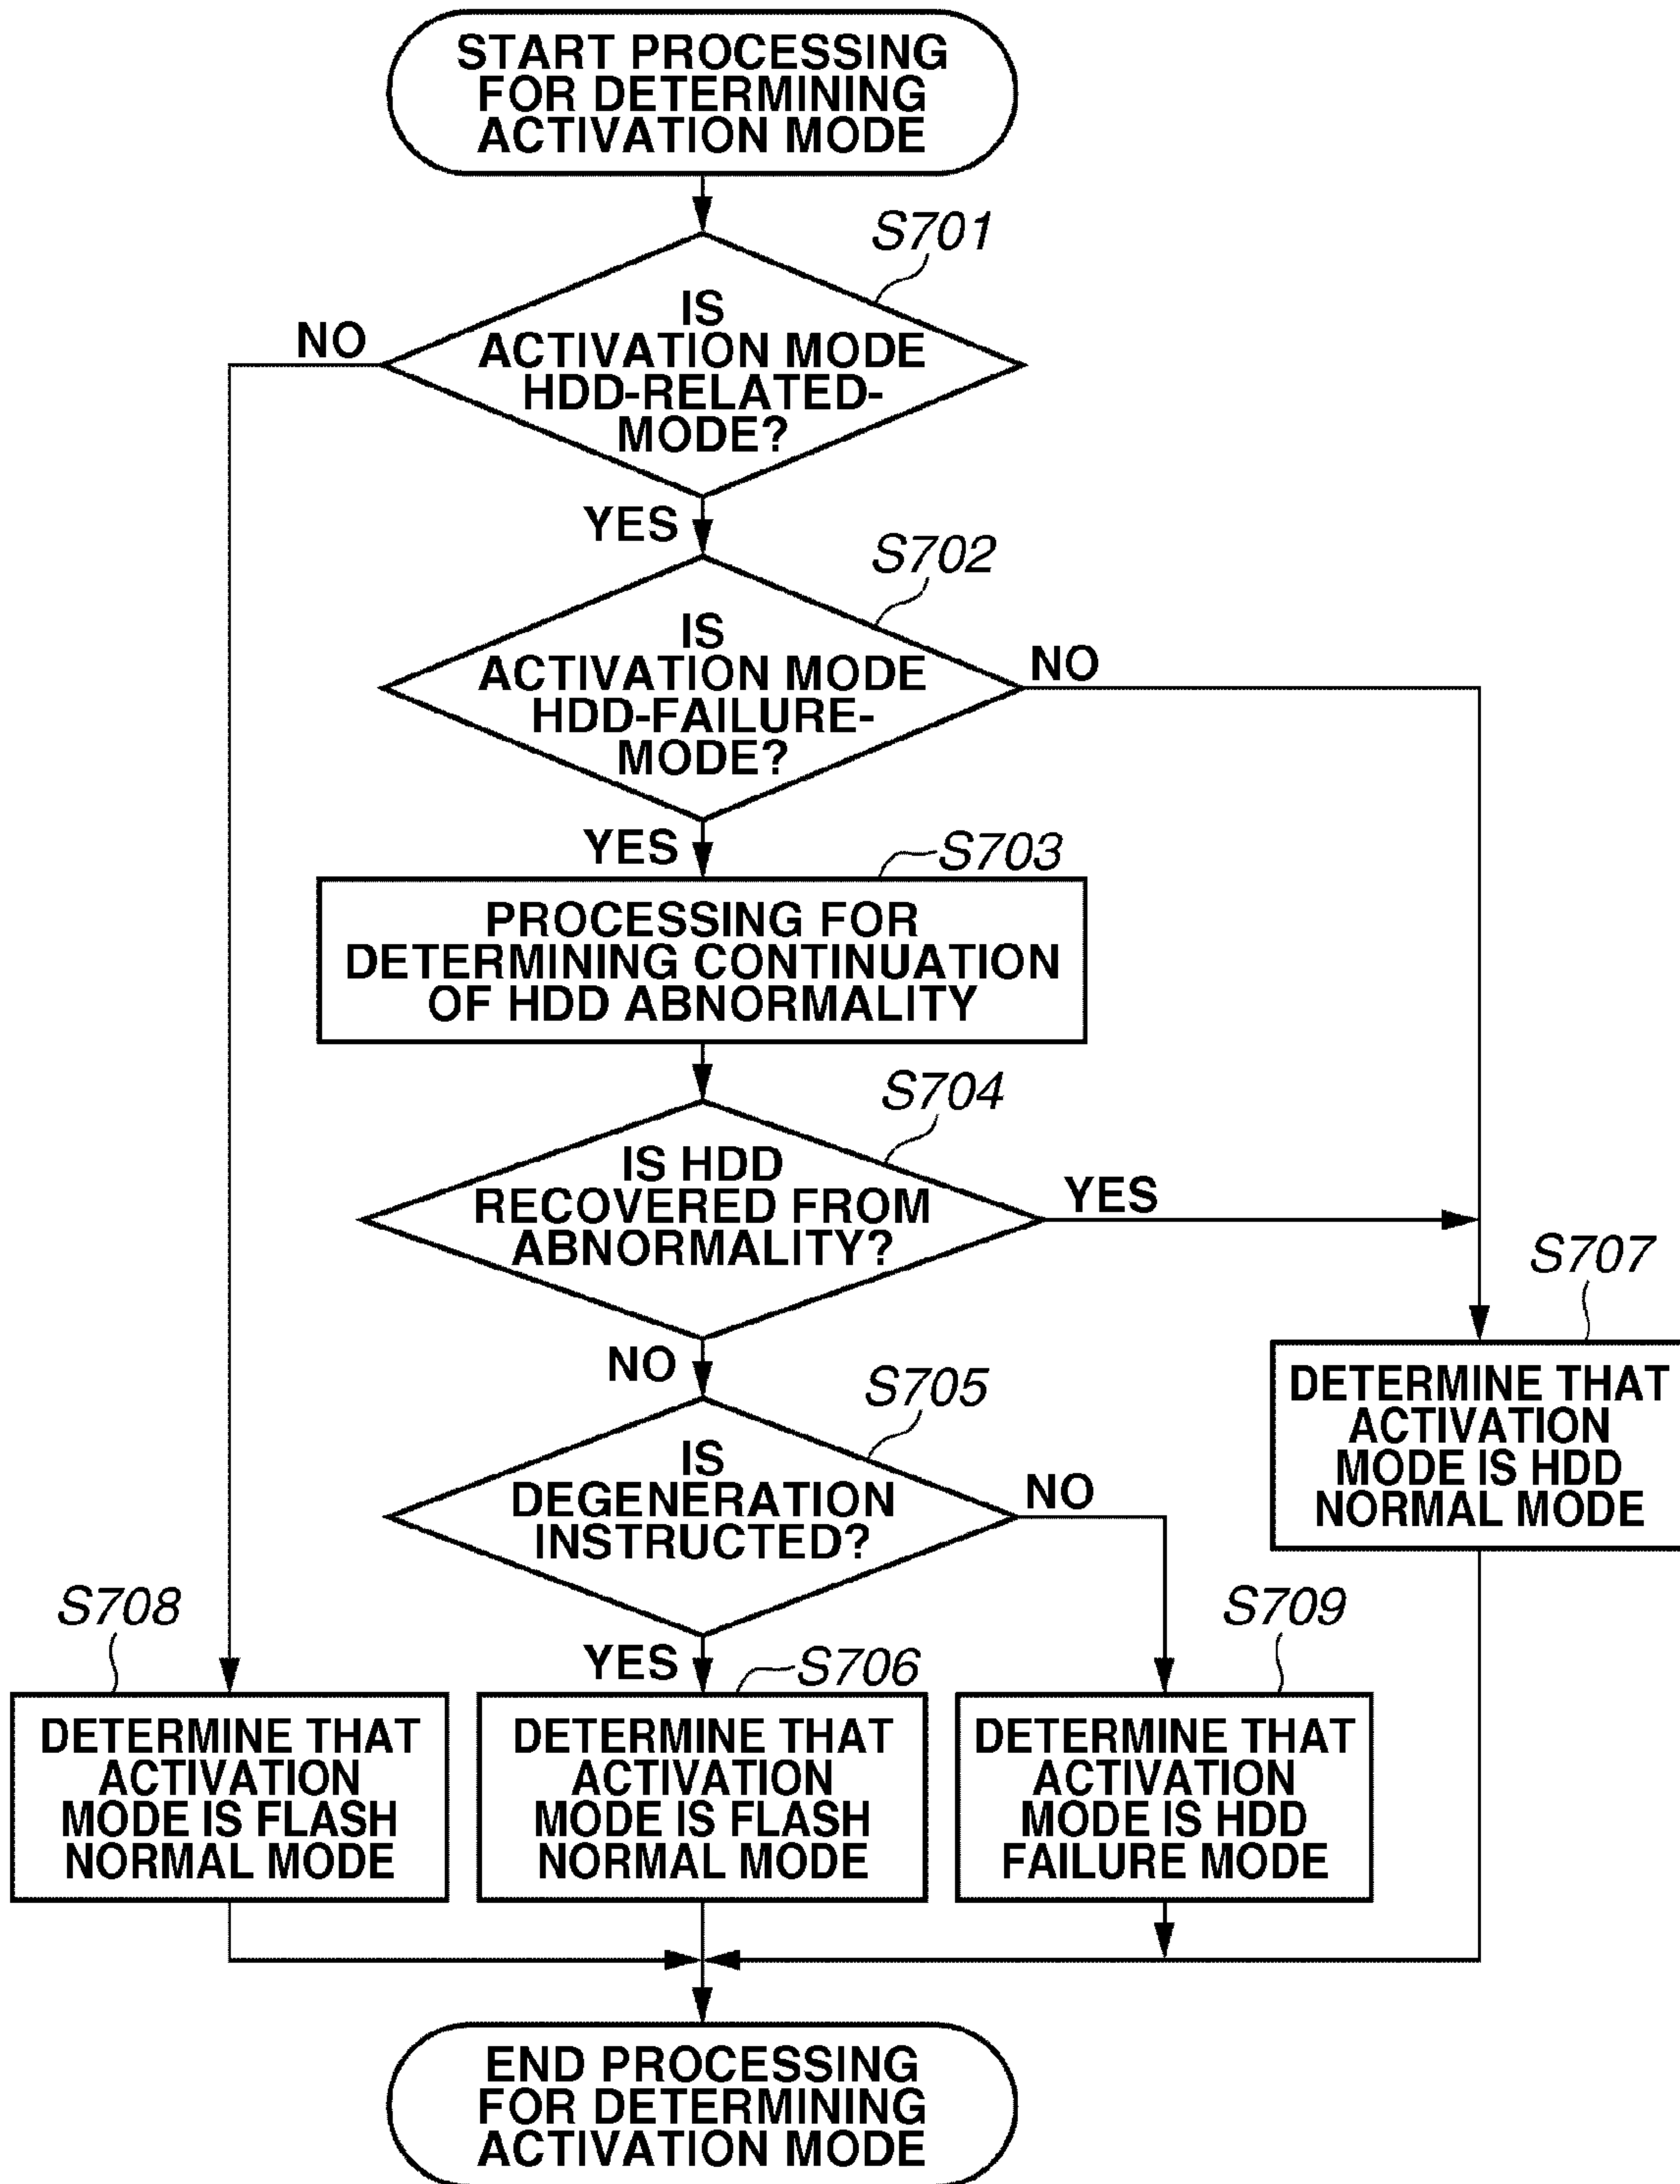 START PROCESSING
FOR DETERMINING
ACTIVATION MODE
S701
IS
ACTIVATION MODE
HDD-RELATED-
MODE?
NO
YES
S702
IS
ACTIVATION MODE
HDD-FAILURE-
MODE?
NO
YES
S703
PROCESSING FOR
DETERMINING CONTINUATION
OF HDD ABNORMALITY
S704
IS HDD
RECOVERED FROM
ABNORMALITY?
YES
NO
S707
DETERMINE THAT
ACTIVATION
MODE IS HDD
NORMAL MODE
S705
IS
DEGENERATION
INSTRUCTED?
NO
YES
S708
DETERMINE THAT
ACTIVATION
MODE IS FLASH
NORMAL MODE
S706
DETERMINE THAT
ACTIVATION
MODE IS FLASH
NORMAL MODE
S709
DETERMINE THAT
ACTIVATION
MODE IS HDD
FAILURE MODE
END PROCESSING
FOR DETERMINING
ACTIVATION MODE